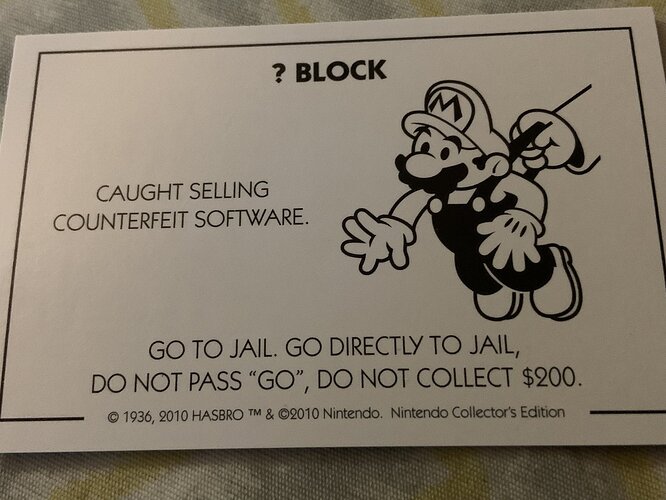 ? BLOCK
M
CAUGHT SELLING
COUNTERFEIT SOFTWARE.
GO TO JAIL. GO DIRECTLY TO JAIL,
DO NOT PASS “GO”, DO NOT COLLECT $200.
© 1936, 2010 HASBRO ™ & ©2010 Nintendo. Nintendo Collector's Edition